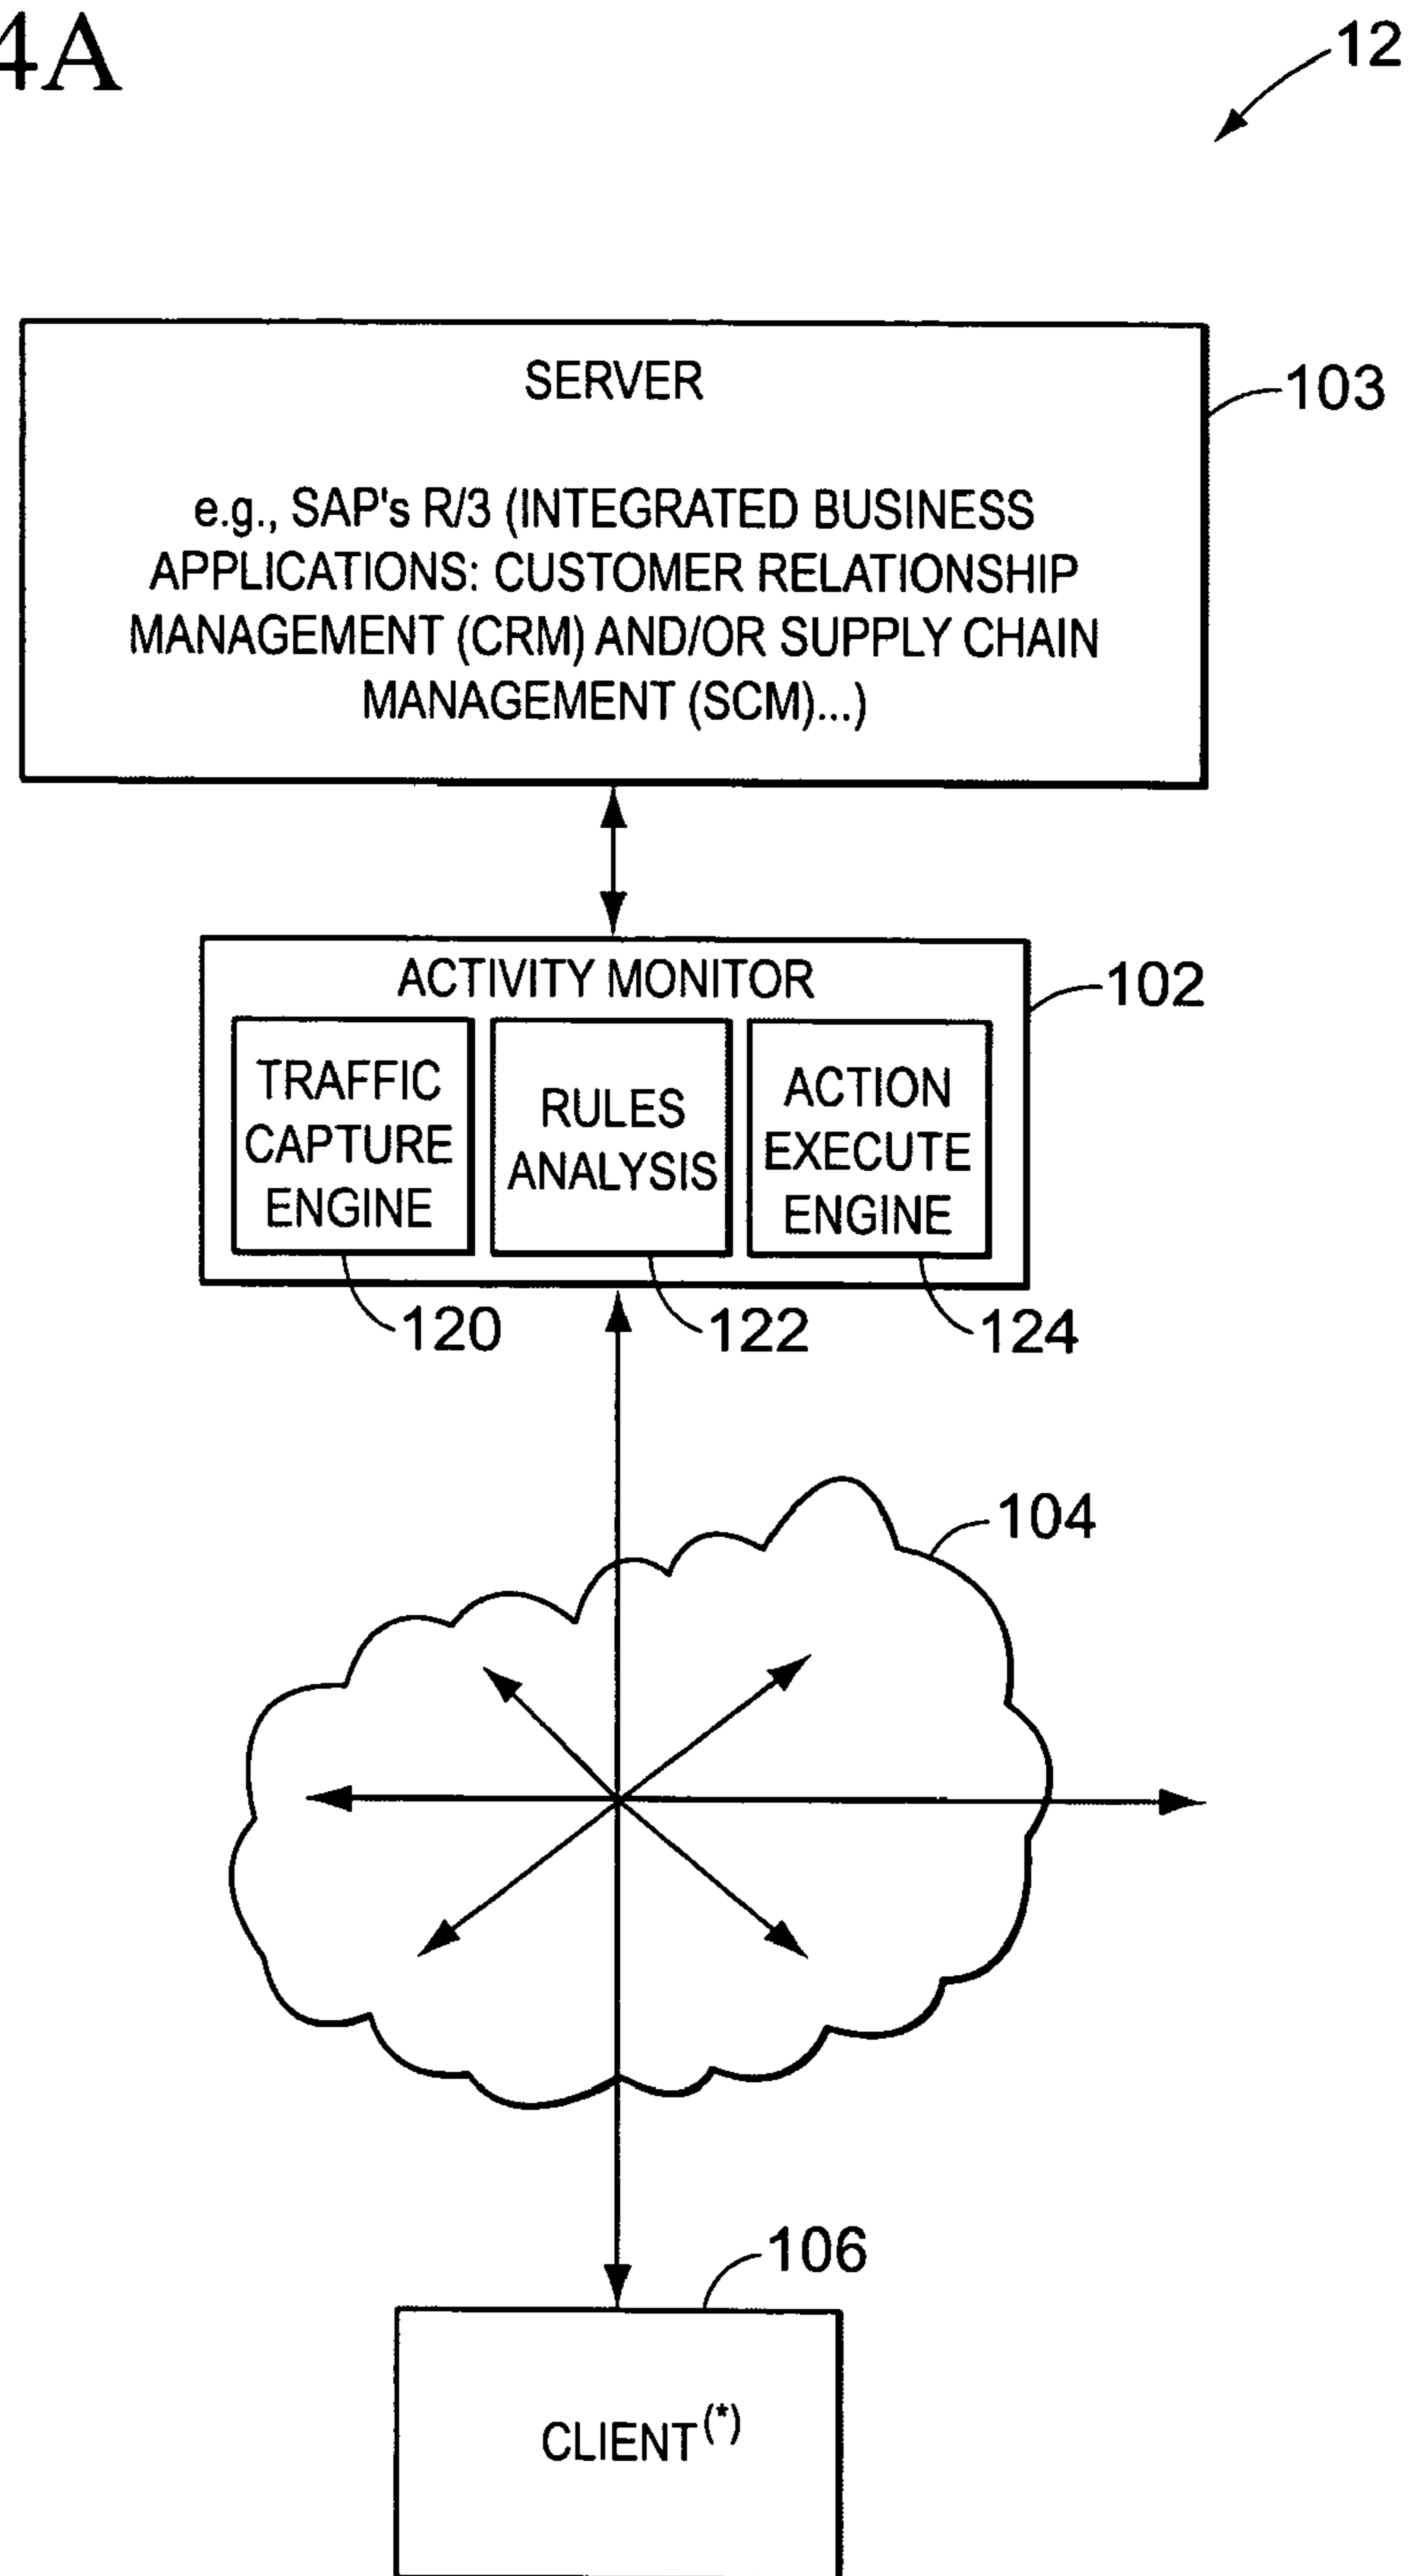 4A
12
SERVER
103
e.g., SAP's R/3 (INTEGRATED BUSINESS
APPLICATIONS: CUSTOMER RELATIONSHIP
MANAGEMENT (CRM) AND/OR SUPPLY CHAIN
MANAGEMENT (SCM)...)
ACTIVITY MONITOR
102
TRAFFIC
CAPTURE
ENGINE
RULES
ANALYSIS
ACTION
EXECUTE
ENGINE
120
122
124
104
106
CLIENT(*)